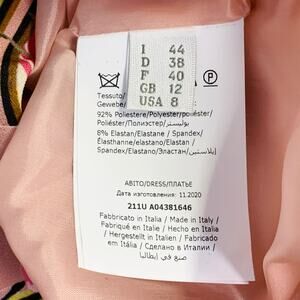 I 44
D 38
F 40
GB 12
USA 8
P
Tessuto/
Gewebe/
92% Poliestere/Polyester/poliéster/
Poliéster/Полиэстер/بوليستر
8% Elastan/Elastane / Spandex/
Élasthanne/elastano/Elastan
Spandex/Elastano/Эластан/إيلاستين
ABITO/DRESS/ПЛАТЬЕ
Дата изготовления: 11.2020
211U A04381646
Fabbricato in Italia / Made in Italy/
Fabriqué en Italie / Hecho en Italia
/ Hergestellt in Italien / Fabricado
em Itália / Сделано в Италии /
صنع في إيطاليا